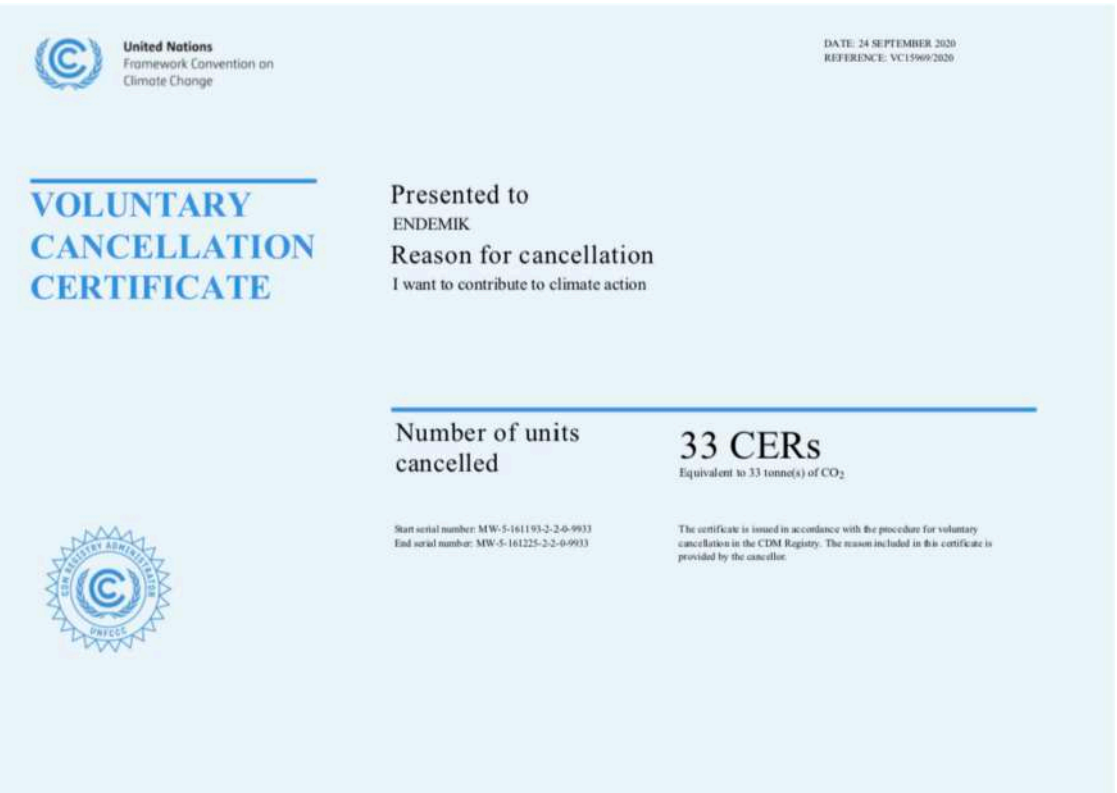 United Nations
Framework Convention on
Climate Change
DATE: 24 SEPTEMBER 2020
REFERENCE: VC15969/2020
VOLUNTARY
CANCELLATION
CERTIFICATE
Presented to
ENDEMIK
Reason for cancellation
I want to contribute to climate action
Number of units
cancelled
33 CERs
Equivalent to 33 tonne(s) of CO₂
Start serial number: MW-5-161193-2-2-0-9933
End serial number: MW-5-161225-2-2-0-9933
The certificate is issued in accordance with the procedure for voluntary
cancellation in the CDM Registry. The reason included in this certificate is
provided by the canceller.
CDM REGISTRY ADMINISTRATOR
UNFCCC